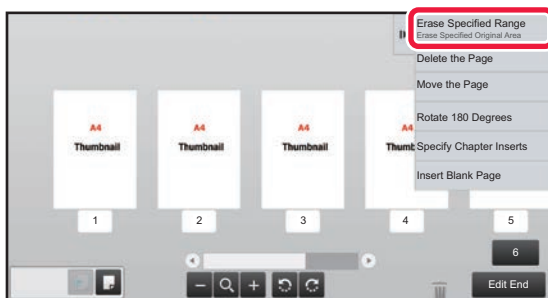 Erase Specified Range
Erase Specified Original Area
Delete the Page
Move the Page
Rotate 180 Degrees
Specify Chapter Inserts
Insert Blank Page
A4
Thumbnail
A4
Thumbnail
A4
Thumbnail
A4
Thumb
1
2
3
4
5
6
Edit End